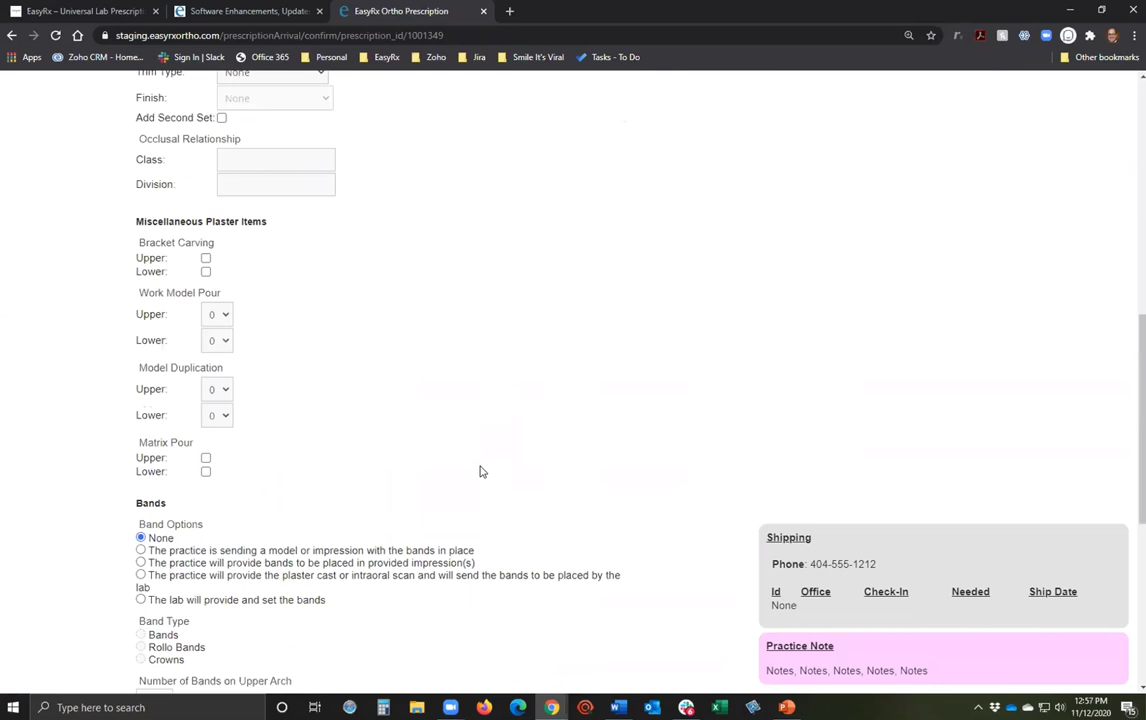 EasyRx – Universal Lab Prescripti
Software Enhancements, Update
EasyRx Ortho Prescription
staging.easyrxortho.com/prescriptionArrival/confirm/prescription_id/1001349
Apps
Zoho CRM - Home...
Sign In | Slack
Office 365
Personal
EasyRx
Zoho
Jira
Smile It's Viral
Tasks - To Do
Other bookmarks
Trim Type:
None
Finish:
None
Add Second Set:
Occlusal Relationship
Class:
Division:
Miscellaneous Plaster Items
Bracket Carving
Upper:
Lower:
Work Model Pour
Upper:
0
Lower:
0
Model Duplication
Upper:
0
Lower:
0
Matrix Pour
Upper:
Lower:
Bands
Band Options
None
The practice is sending a model or impression with the bands in place
The practice will provide bands to be placed in provided impression(s)
The practice will provide the plaster cast or intraoral scan and will send the bands to be placed by the
lab
The lab will provide and set the bands
Band Type
Bands
Rollo Bands
Crowns
Number of Bands on Upper Arch
Shipping
Phone: 404-555-1212
Id Office Check-In Needed Ship Date
None
Practice Note
Notes, Notes, Notes, Notes, Notes
Type here to search
12:57 PM
11/12/2020
15